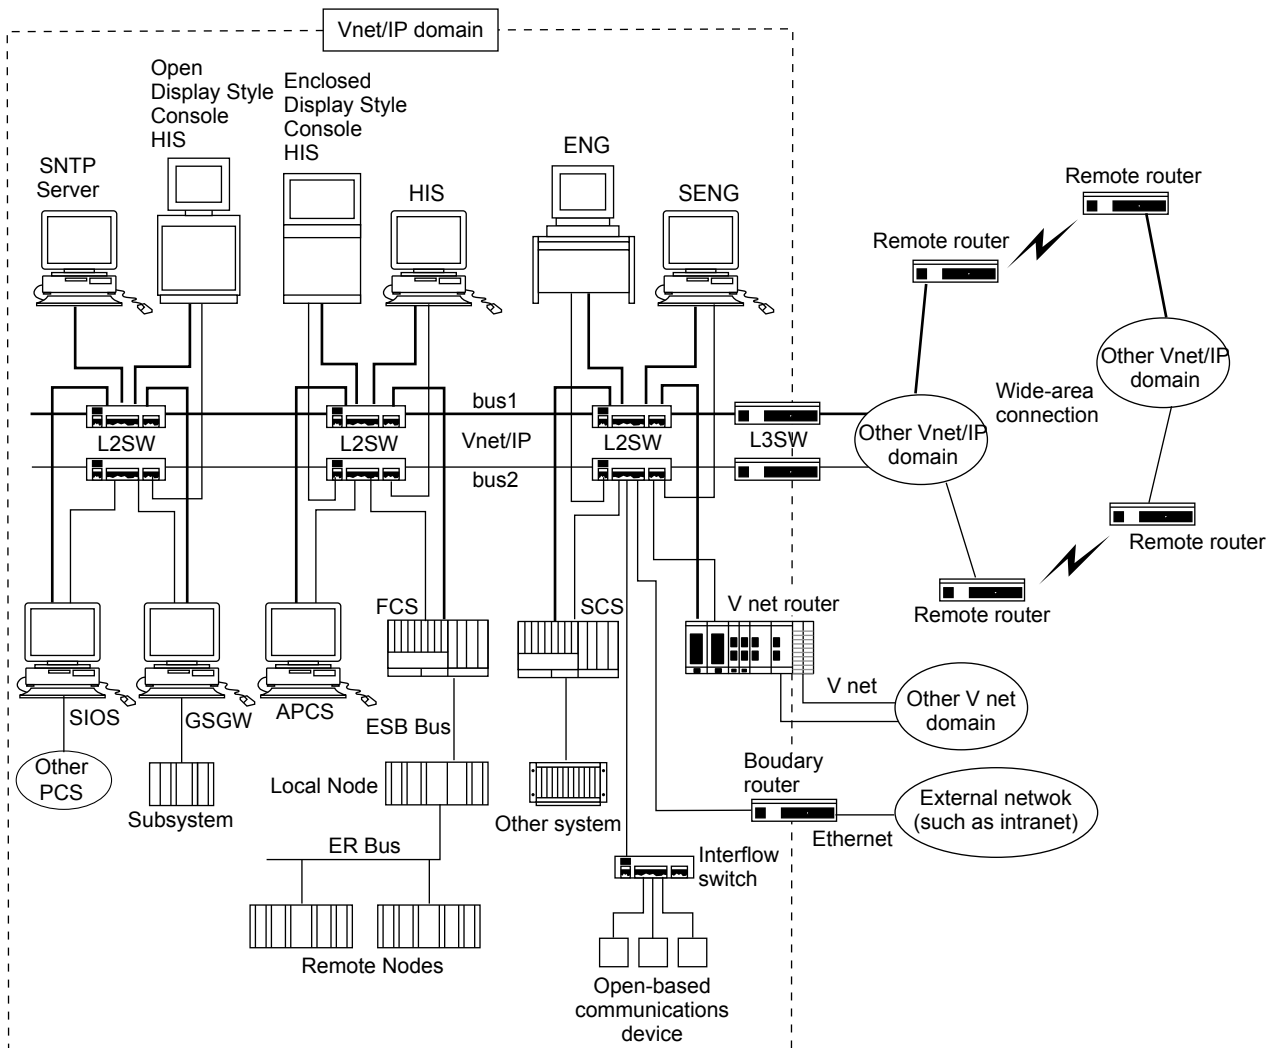 Vnet/IP domain
Open
Display Style
Console
HIS
Enclosed
Display Style
Console
HIS
SNTP
Server
HIS
ENG
SENG
Remote router
Remote router
Other Vnet/IP
domain
Wide-area
connection
bus1
L2SW
L2SW
Vnet/IP
L2SW
L3SW
Other Vnet/IP
domain
bus2
Remote router
Remote router
FCS
SCS
V net router
SIOS
GSGW
APCS
V net
Other V net
domain
ESB Bus
Other
PCS
Subsystem
Local Node
Other system
Boudary
router
External netwok
(such as intranet)
Ethernet
ER Bus
Interflow
switch
Remote Nodes
Open-based
communications
device